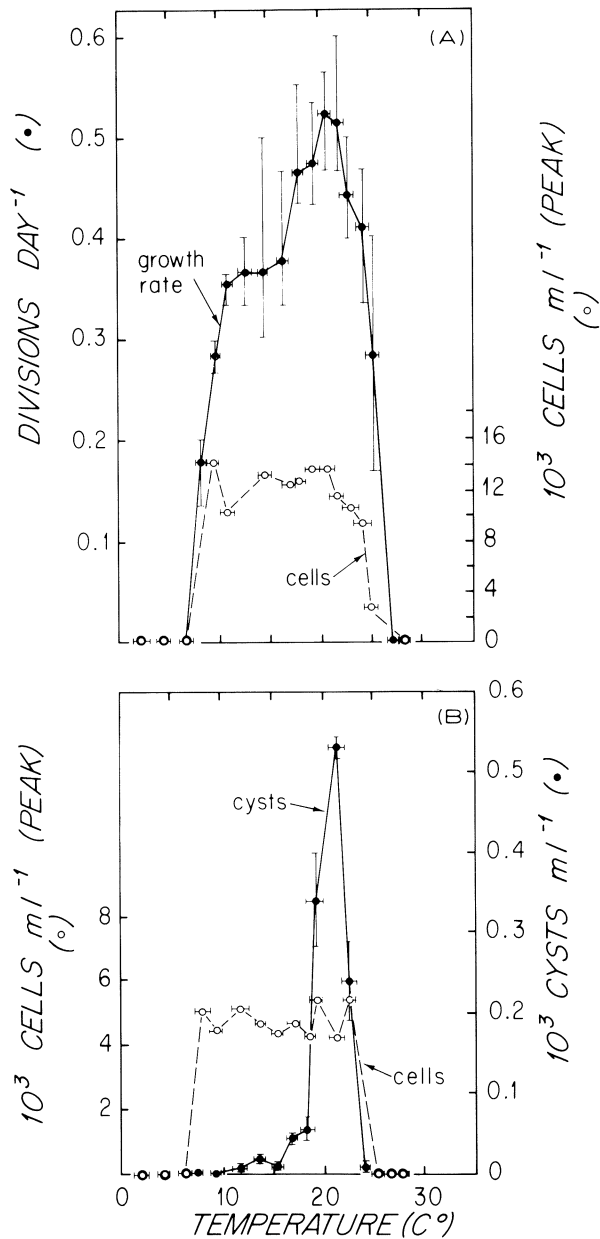 (A)
0.6
0.5
0.4
0.3
0.2
0.1
DIVISIONS DAY⁻¹ (●)
growth
rate
cells
16
12
8
4
0
10³ CELLS ml⁻¹ (PEAK)
(○)
(B)
8
6
4
2
10³ CELLS ml⁻¹ (PEAK)
(○)
cysts
cells
0.6
0.5
0.4
0.3
0.2
0.1
0
10³ CYSTS ml⁻¹ (●)
0 10 20 30
TEMPERATURE (C°)